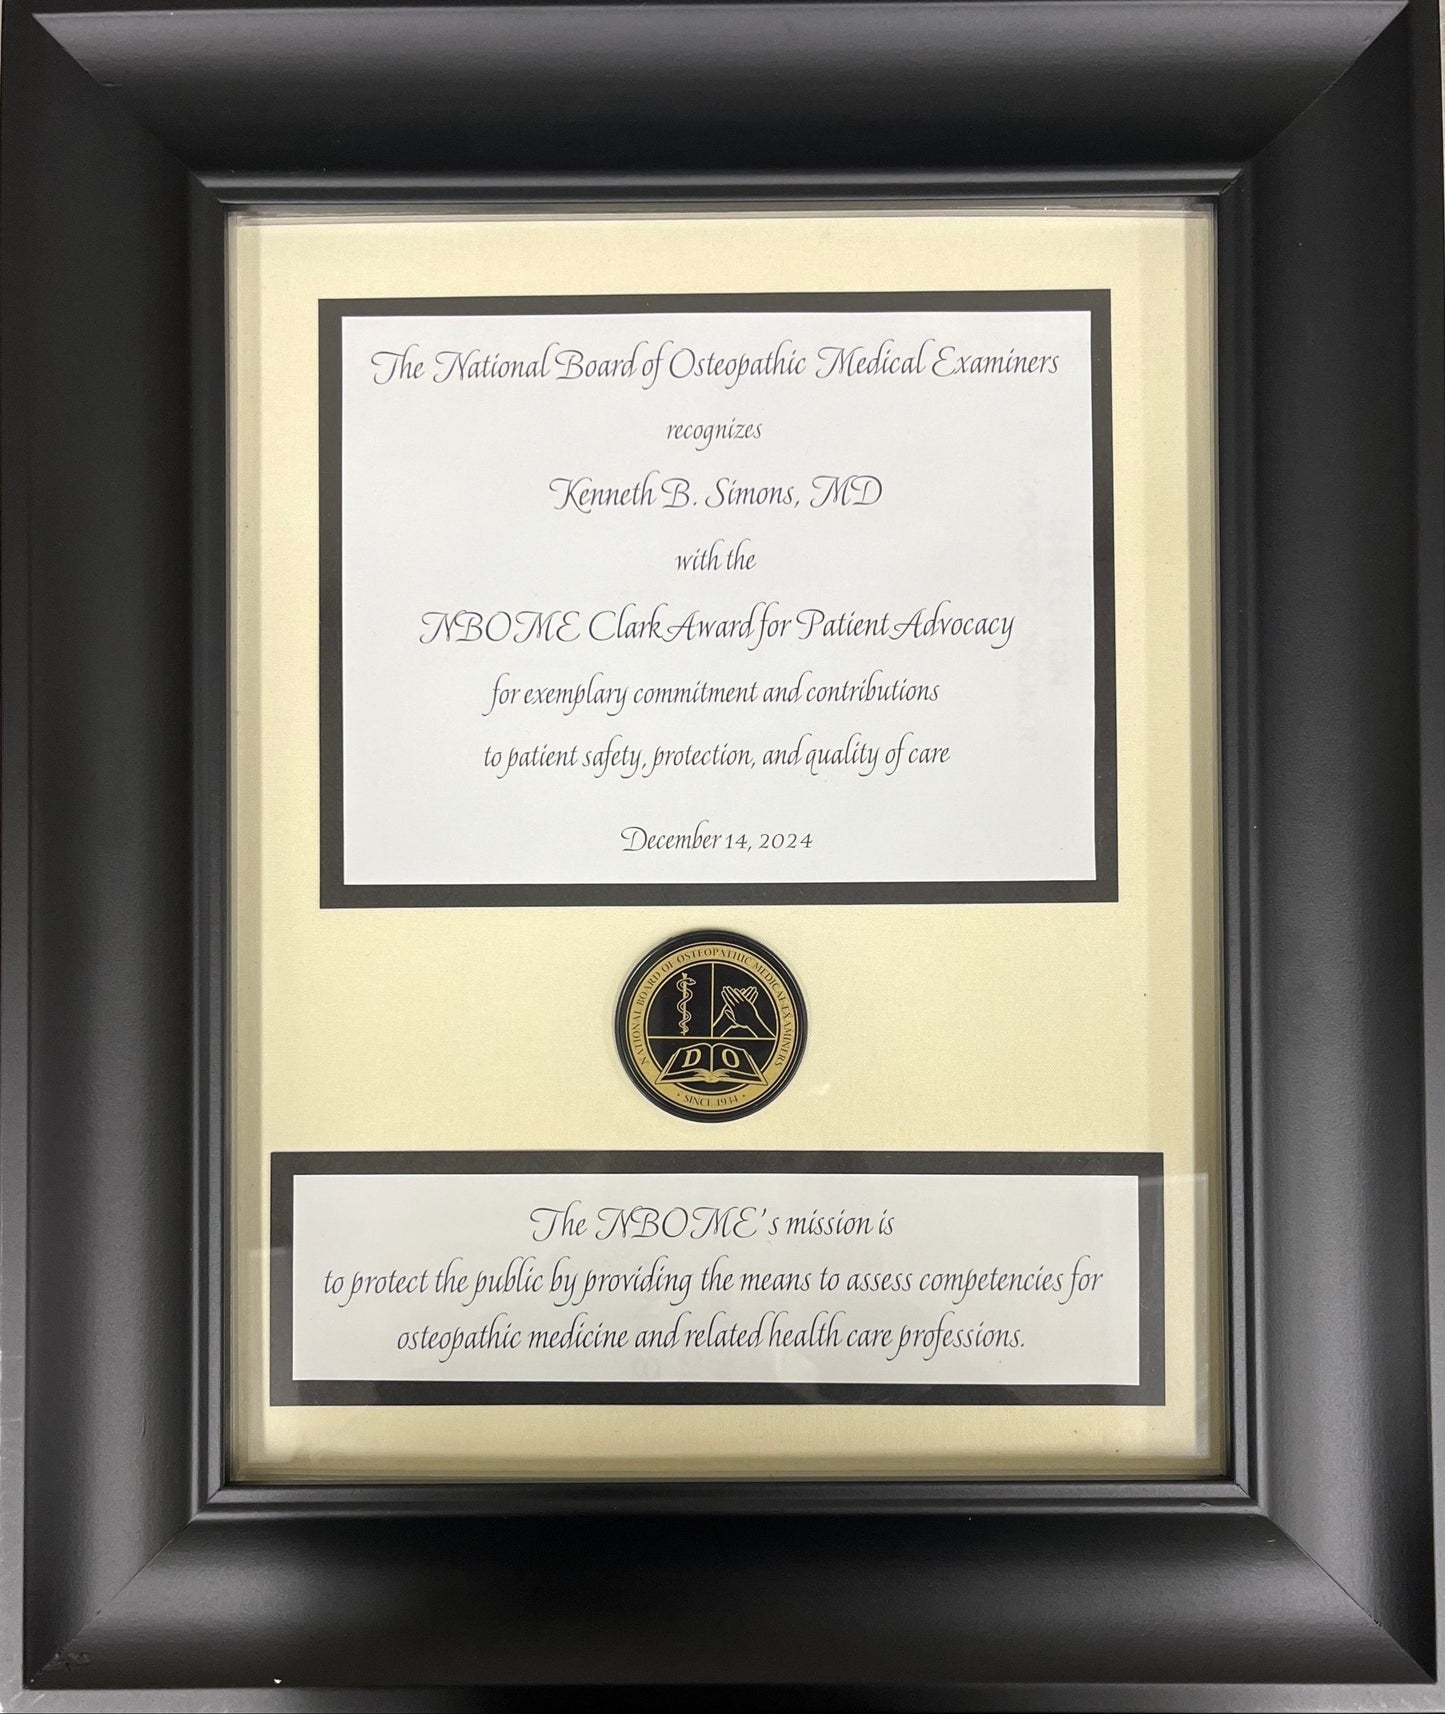 The National Board of Osteopathic Medical Examiners
recognizes
Kenneth B. Simons, MD
with the
NBOME Clark Award for Patient Advocacy
for exemplary commitment and contributions
to patient safety, protection, and quality of care
December 14, 2024
NATIONAL BOARD OF OSTEOPATHIC MEDICAL EXAMINERS
D O
· SINCE 1934 ·
The NBOME's mission is
to protect the public by providing the means to assess competencies for
osteopathic medicine and related health care professions.